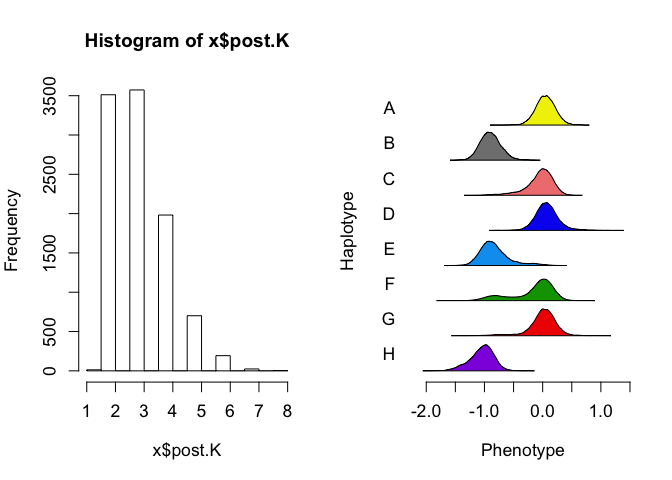 Histogram of x$post.K
Frequency
0
500
1500
2500
3500
1 2 3 4 5 6 7 8
x$post.K
Haplotype
A
B
C
D
E
F
G
H
-2.0 -1.0 0.0 1.0
Phenotype